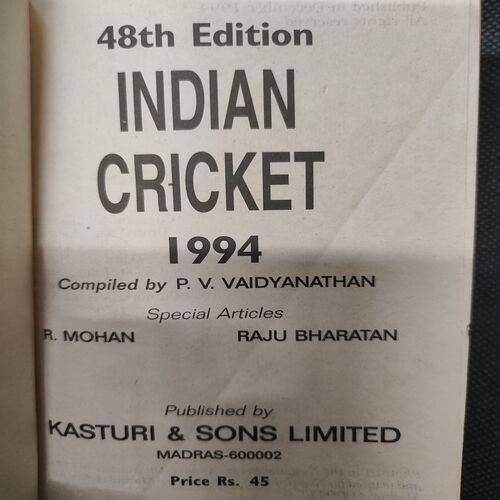 48th Edition
INDIAN
CRICKET
1994
Compiled by P. V. VAIDYANATHAN
Special Articles
R. MOHAN RAJU BHARATAN
Published by
KASTURI & SONS LIMITED
MADRAS-600002
Price Rs. 45